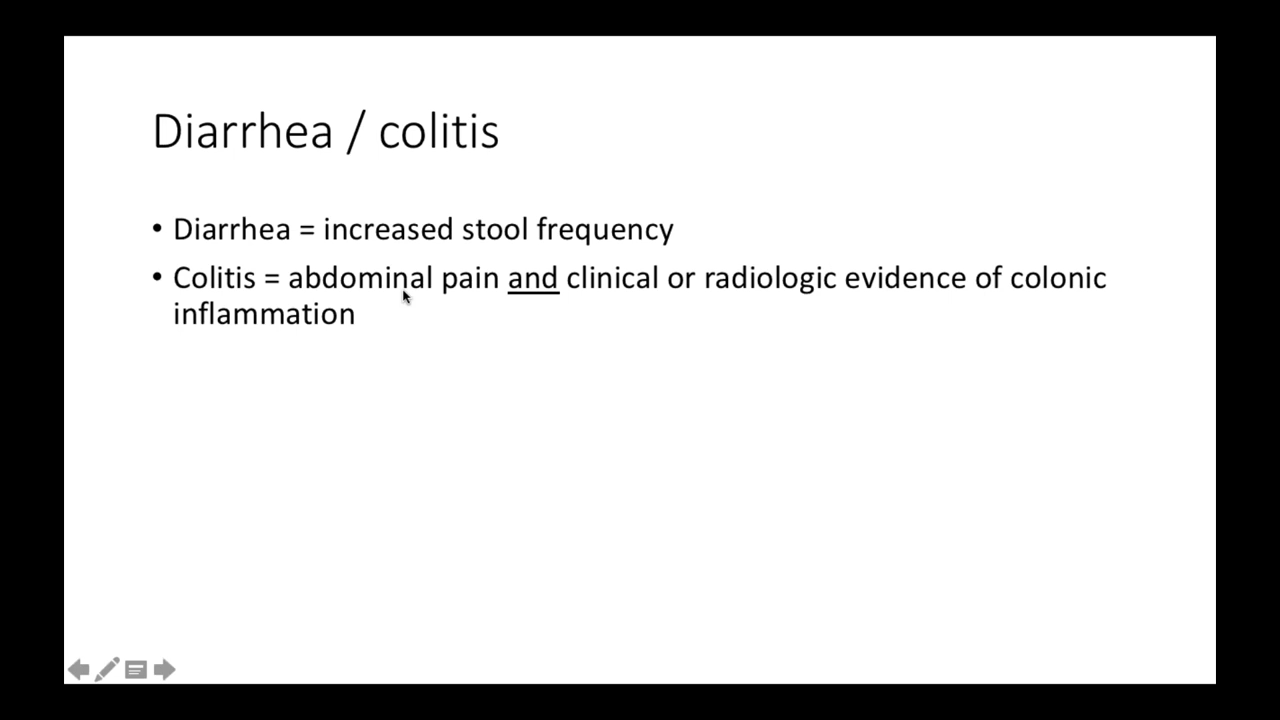 Diarrhea / colitis
• Diarrhea = increased stool frequency
• Colitis = abdominal pain and clinical or radiologic evidence of colonic
inflammation